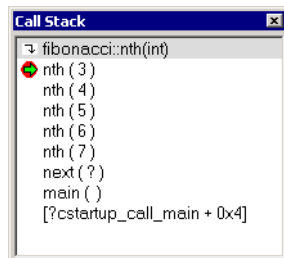 Call Stack
fibonacci::nth(int)
nth ( 3 )
nth ( 4 )
nth ( 5 )
nth ( 6 )
nth ( 7 )
next ( ? )
main ( )
[?cstartup_call_main + 0x4]